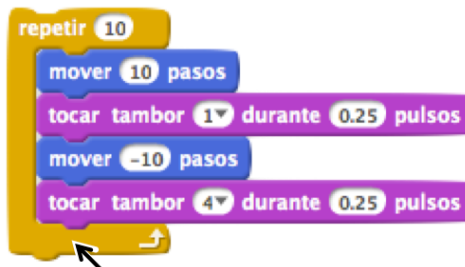 repetir 10
mover 10 pasos
tocar tambor 1 durante 0.25 pulsos
mover -10 pasos
tocar tambor 4 durante 0.25 pulsos